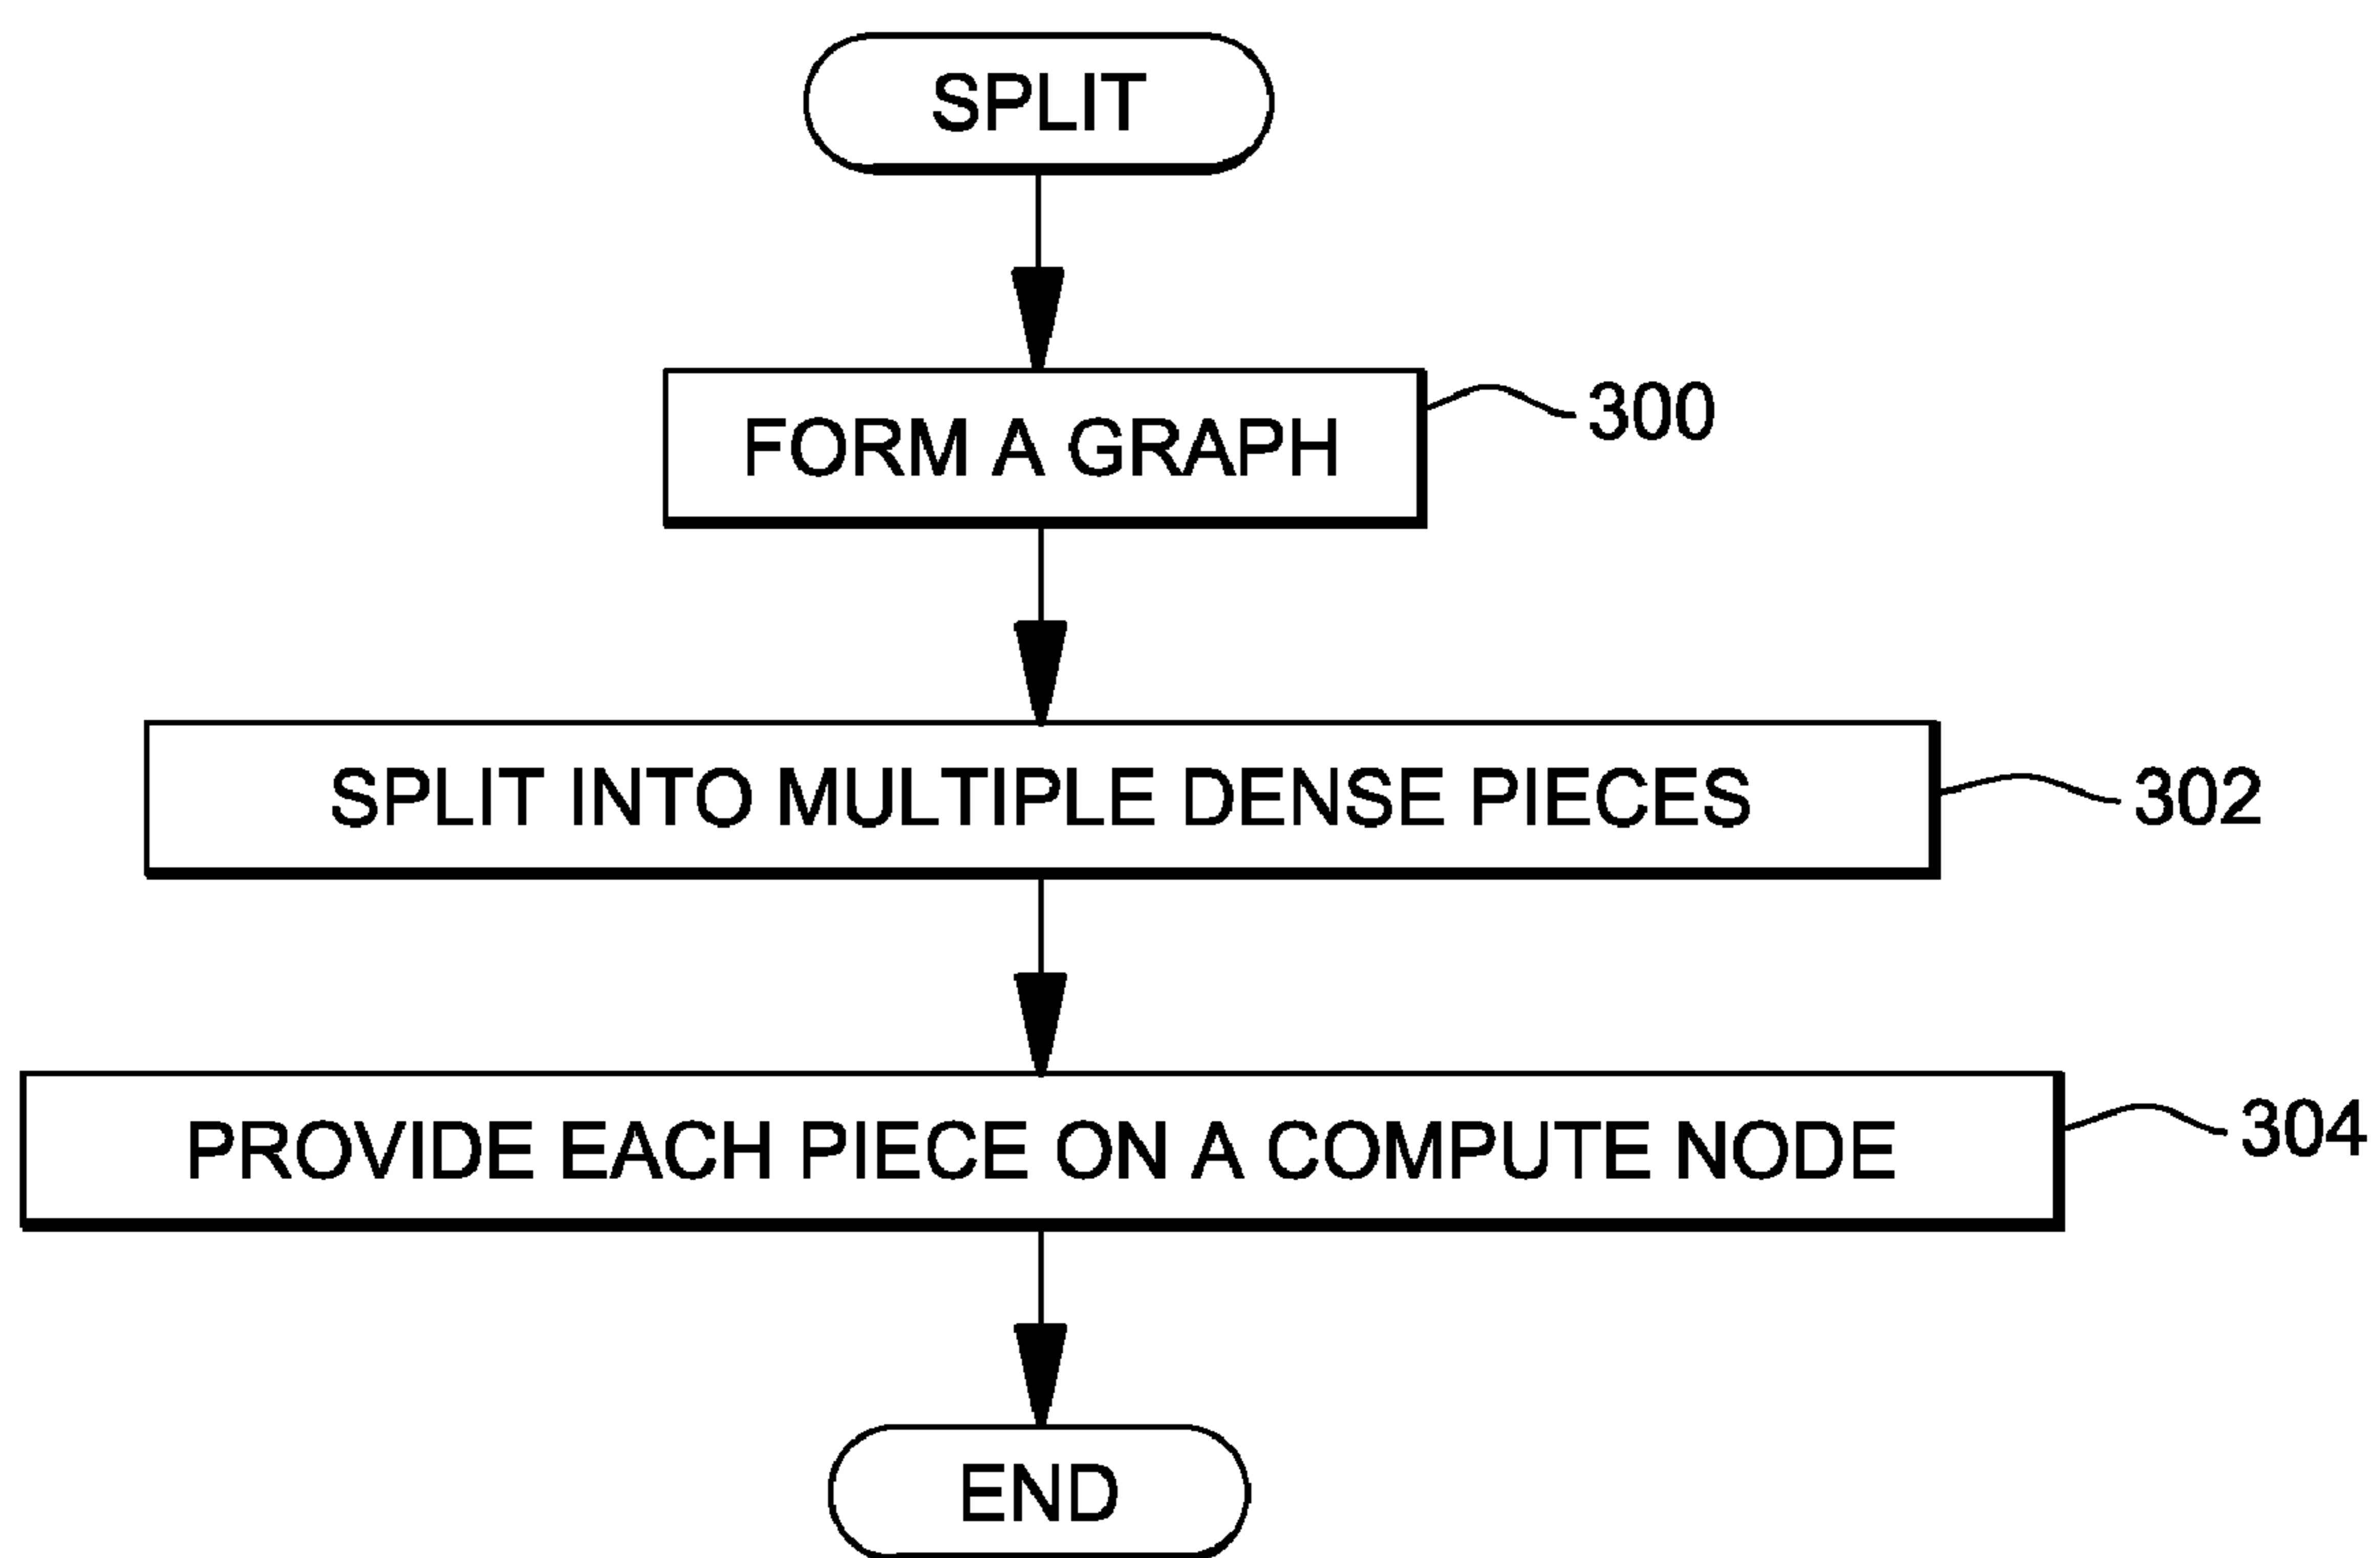 SPLIT
FORM A GRAPH
300
SPLIT INTO MULTIPLE DENSE PIECES
302
PROVIDE EACH PIECE ON A COMPUTE NODE
304
END